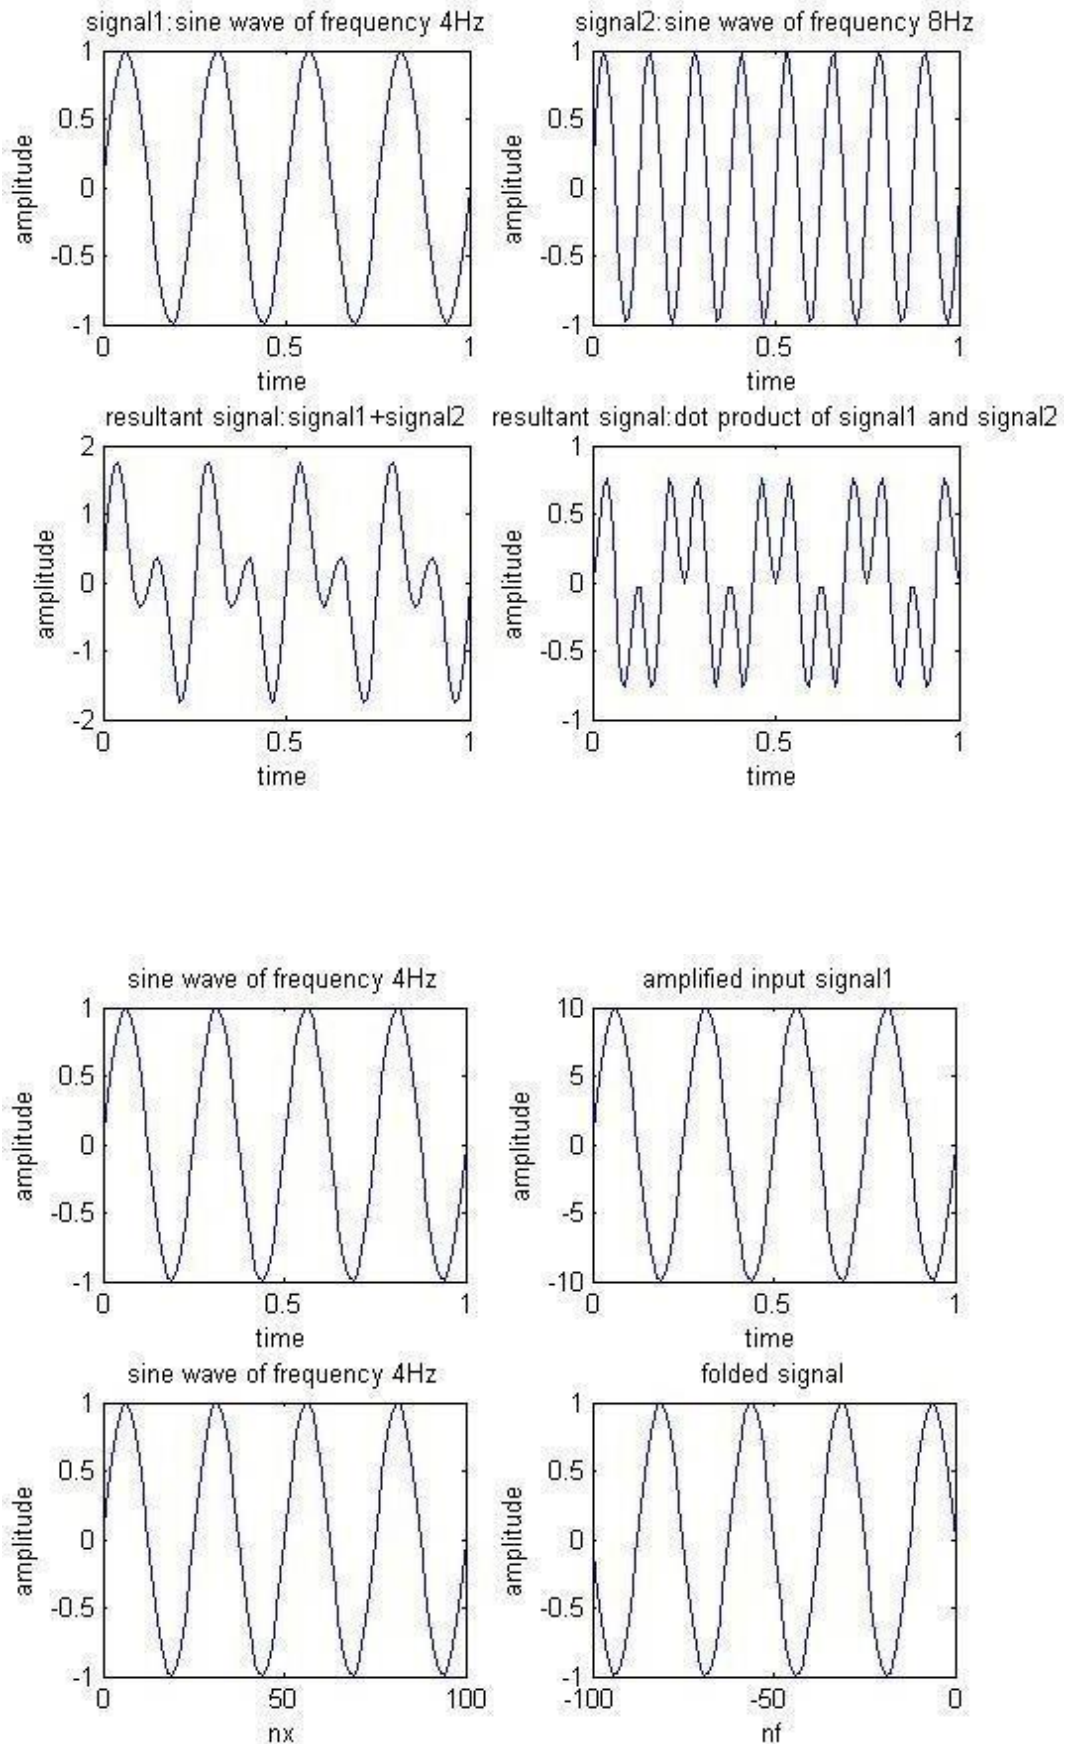 signal1:sine wave of frequency 4Hz
signal2:sine wave of frequency 8Hz
1
0.5
0
-0.5
-1
amplitude
0
0.5
1
time
1
0.5
0
-0.5
-1
amplitude
0
0.5
1
time
resultant signal:signal1+signal2
resultant signal:dot product of signal1 and signal2
2
1
0
-1
-2
amplitude
0
0.5
1
time
1
0.5
0
-0.5
-1
amplitude
0
0.5
1
time
sine wave of frequency 4Hz
amplified input signal1
1
0.5
0
-0.5
-1
amplitude
0
0.5
1
time
10
5
0
-5
-10
amplitude
0
0.5
1
time
sine wave of frequency 4Hz
folded signal
1
0.5
0
-0.5
-1
amplitude
0
50
100
nx
1
0.5
0
-0.5
-1
amplitude
-100
-50
0
nf